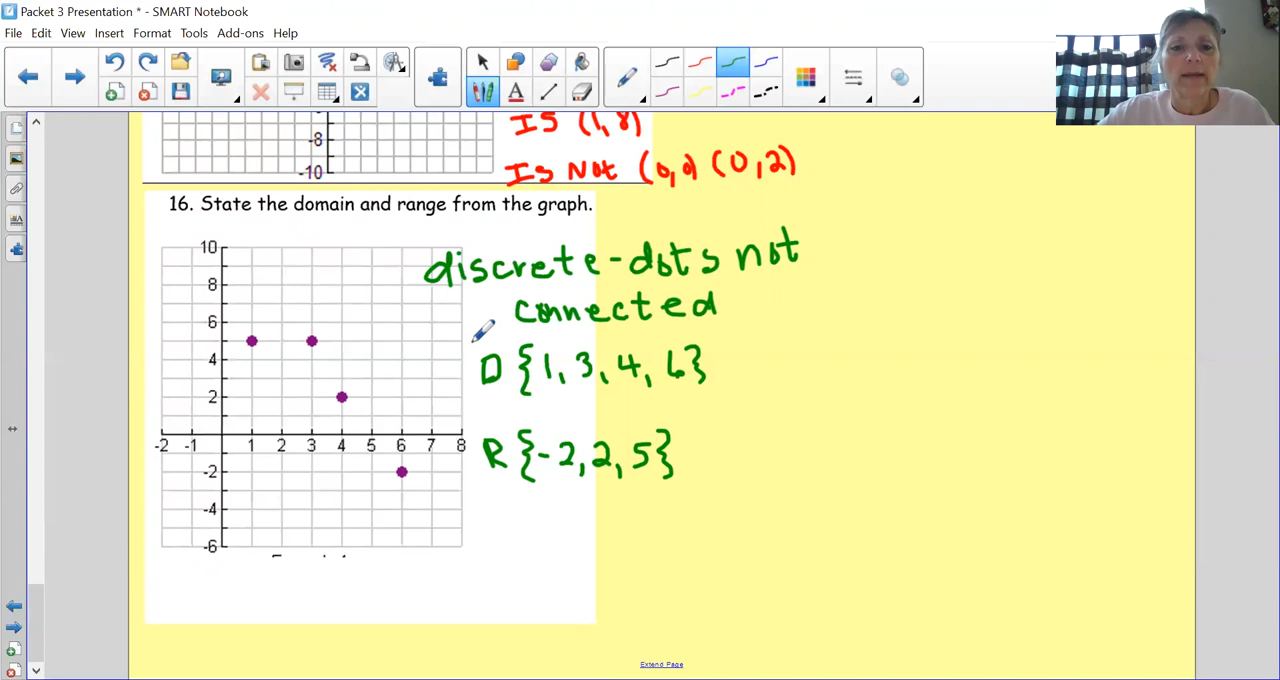 Packet 3 Presentation * - SMART Notebook
File Edit View Insert Format Tools Add-ons Help
Is (1,8)
-8
Is Not (0,0) (0,2)
-10
16. State the domain and range from the graph.
10
discrete-dots not
8
connected
6
4
D {1, 3, 4, 6}
2
-2 -1 1 2 3 4 5 6 7 8
R {-2, 2, 5}
-2
-4
-6
Extend Page